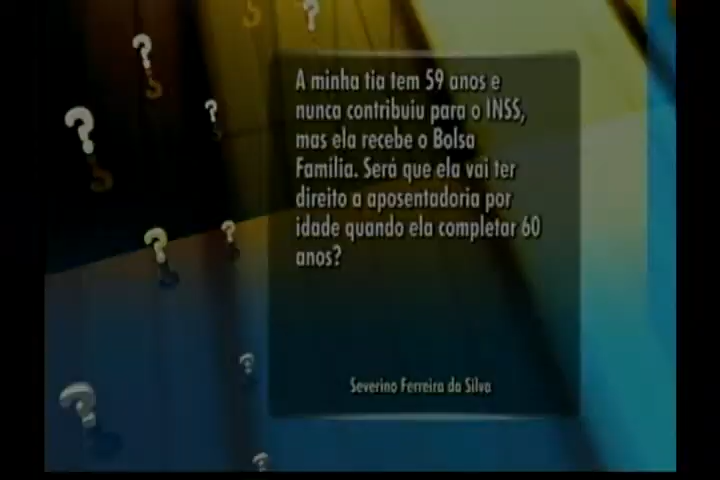 A minha tia tem 59 anos e
nunca contribuiu para o INSS,
mas ela recebe o Bolsa
Família. Será que ela vai ter
direito a aposentadoria por
idade quando ela completar 60
anos?
Severino Ferreira da Silva